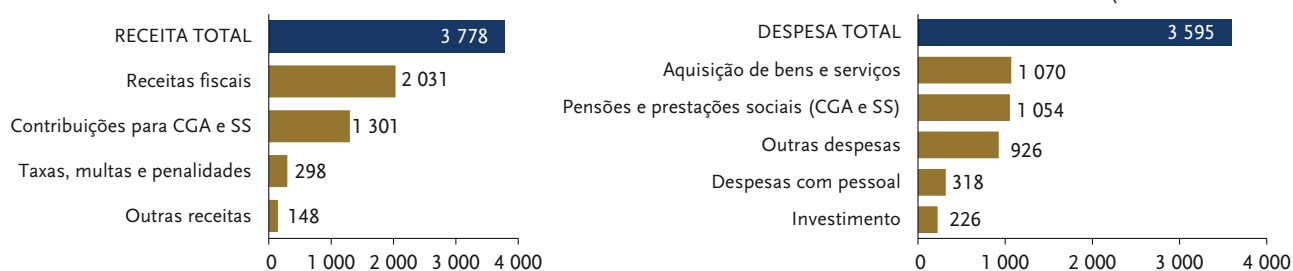 RECEITA TOTAL 3 778
Receitas fiscais 2 031
Contribuições para CGA e SS 1 301
Taxas, multas e penalidades 298
Outras receitas 148
0 1 000 2 000 3 000 4 000
DESPESA TOTAL 3 595
Aquisição de bens e serviços 1 070
Pensões e prestações sociais (CGA e SS) 1 054
Outras despesas 926
Despesas com pessoal 318
Investimento 226
0 1 000 2 000 3 000 4 000